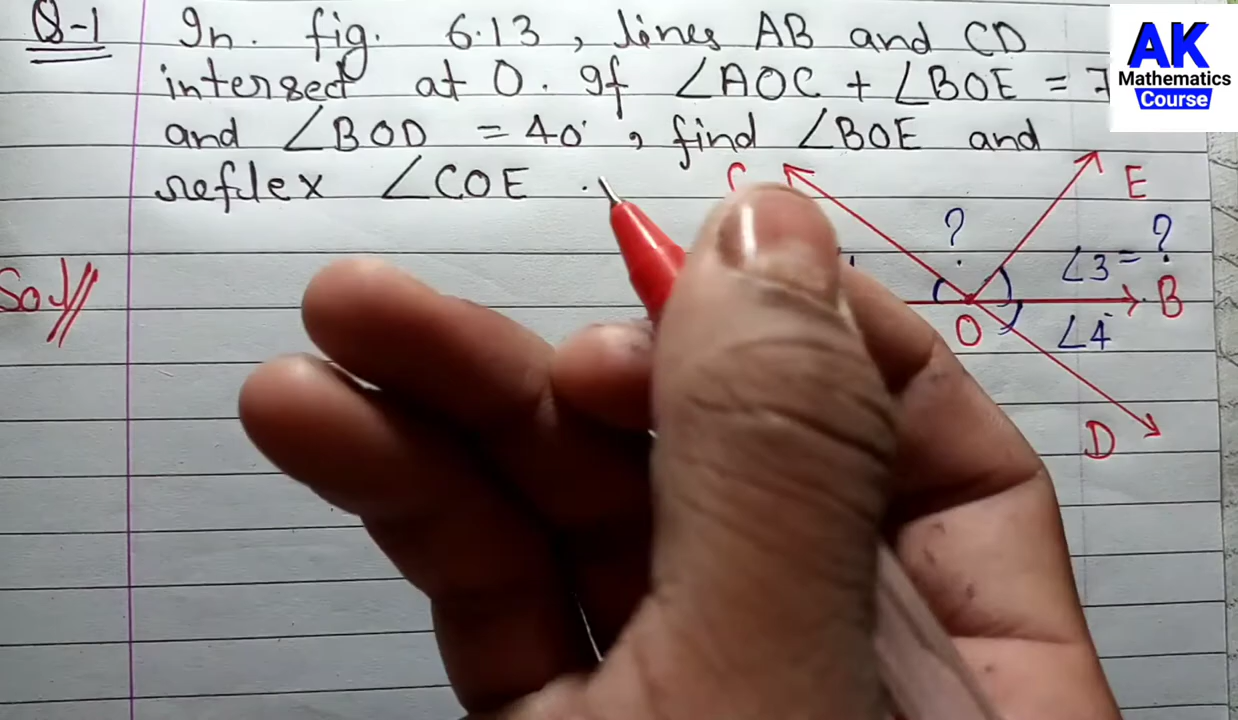 Q-1 In. fig. 6.13, lines AB and CD
intersect at O. If ∠AOC + ∠BOE = 7
and ∠BOD = 40°, find ∠BOE and
reflex ∠COE.
AK
Mathematics
Course
C
E
?
∠3 = ?
B
O
∠4
D
Sol//